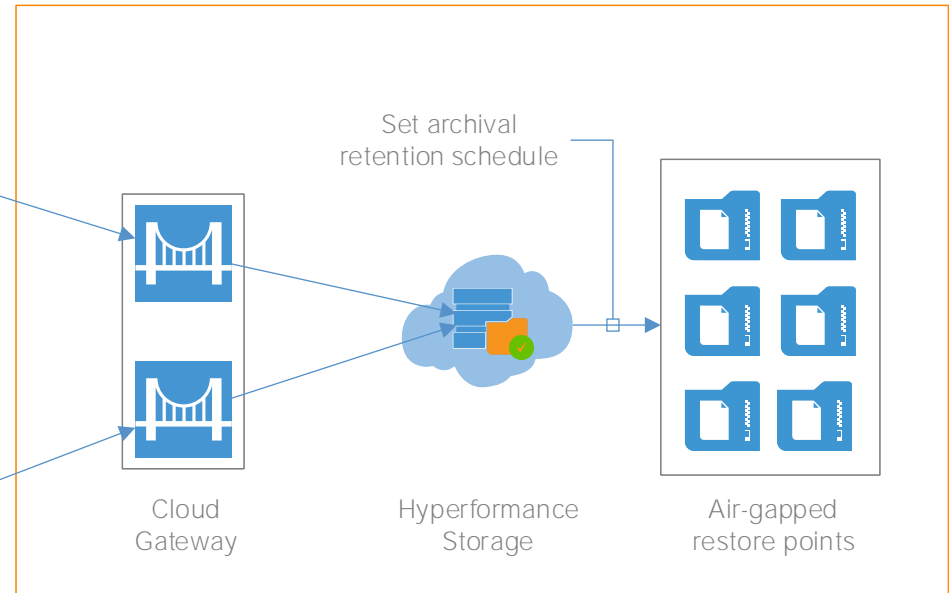 Set archival
retention schedule
Cloud
Gateway
Hyperformance
Storage
Air-gapped
restore points